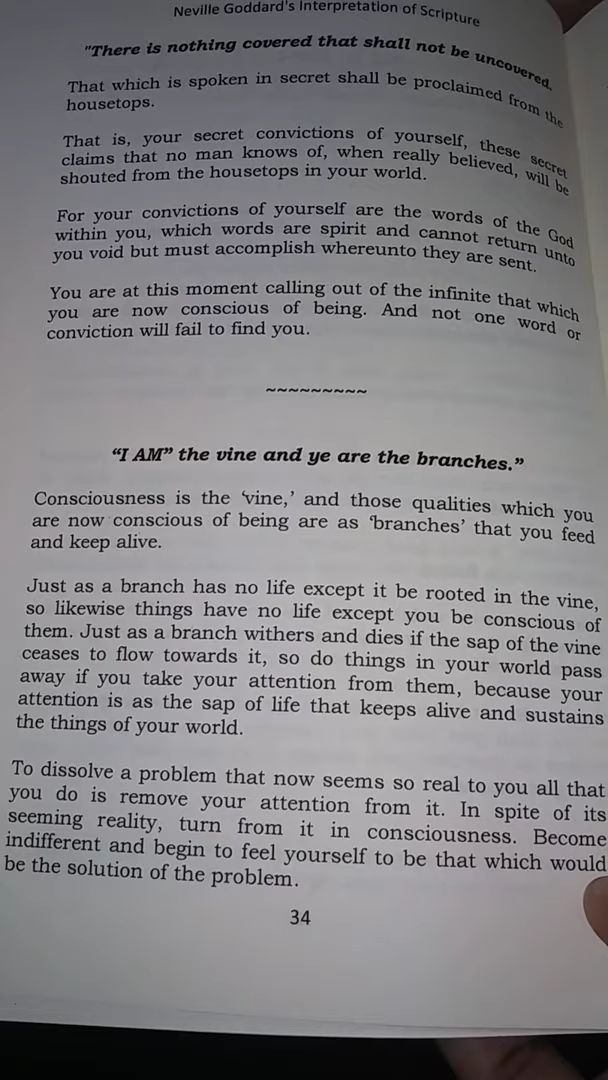 Neville Goddard's Interpretation of Scripture
"There is nothing covered that shall not be uncovered.
That which is spoken in secret shall be proclaimed from the
housetops.
That is, your secret convictions of yourself, these secret
claims that no man knows of, when really believed, will be
shouted from the housetops in your world.
For your convictions of yourself are the words of the God
within you, which words are spirit and cannot return unto
you void but must accomplish whereunto they are sent.
You are at this moment calling out of the infinite that which
you are now conscious of being. And not one word or
conviction will fail to find you.
~~~~~~~~~
“I AM” the vine and ye are the branches.”
Consciousness is the ‘vine,’ and those qualities which you
are now conscious of being are as ‘branches’ that you feed
and keep alive.
Just as a branch has no life except it be rooted in the vine,
so likewise things have no life except you be conscious of
them. Just as a branch withers and dies if the sap of the vine
ceases to flow towards it, so do things in your world pass
away if you take your attention from them, because your
attention is as the sap of life that keeps alive and sustains
the things of your world.
To dissolve a problem that now seems so real to you all that
you do is remove your attention from it. In spite of its
seeming reality, turn from it in consciousness. Become
indifferent and begin to feel yourself to be that which would
be the solution of the problem.
34